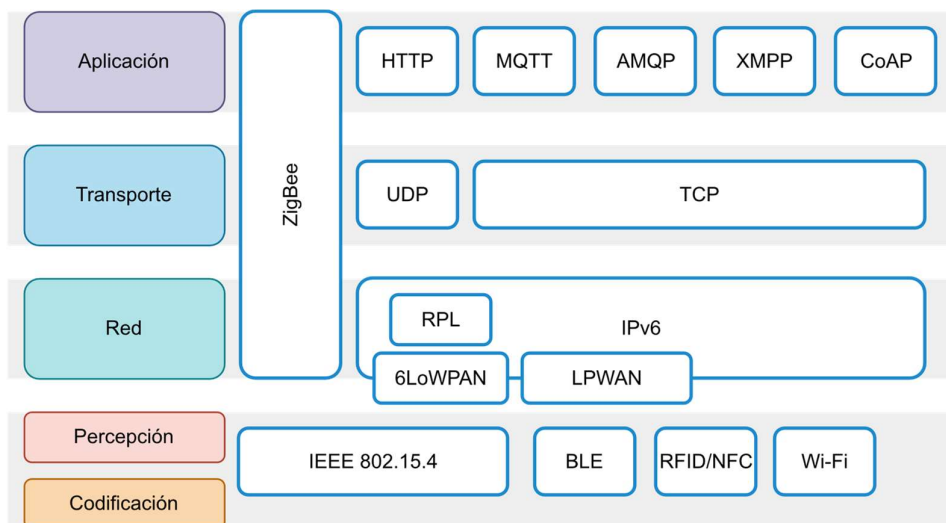 Aplicación
HTTP
MQTT
AMQP
XMPP
CoAP
ZigBee
Transporte
UDP
TCP
Red
RPL
IPv6
6LoWPAN
LPWAN
Percepción
IEEE 802.15.4
BLE
RFID/NFC
Wi-Fi
Codificación